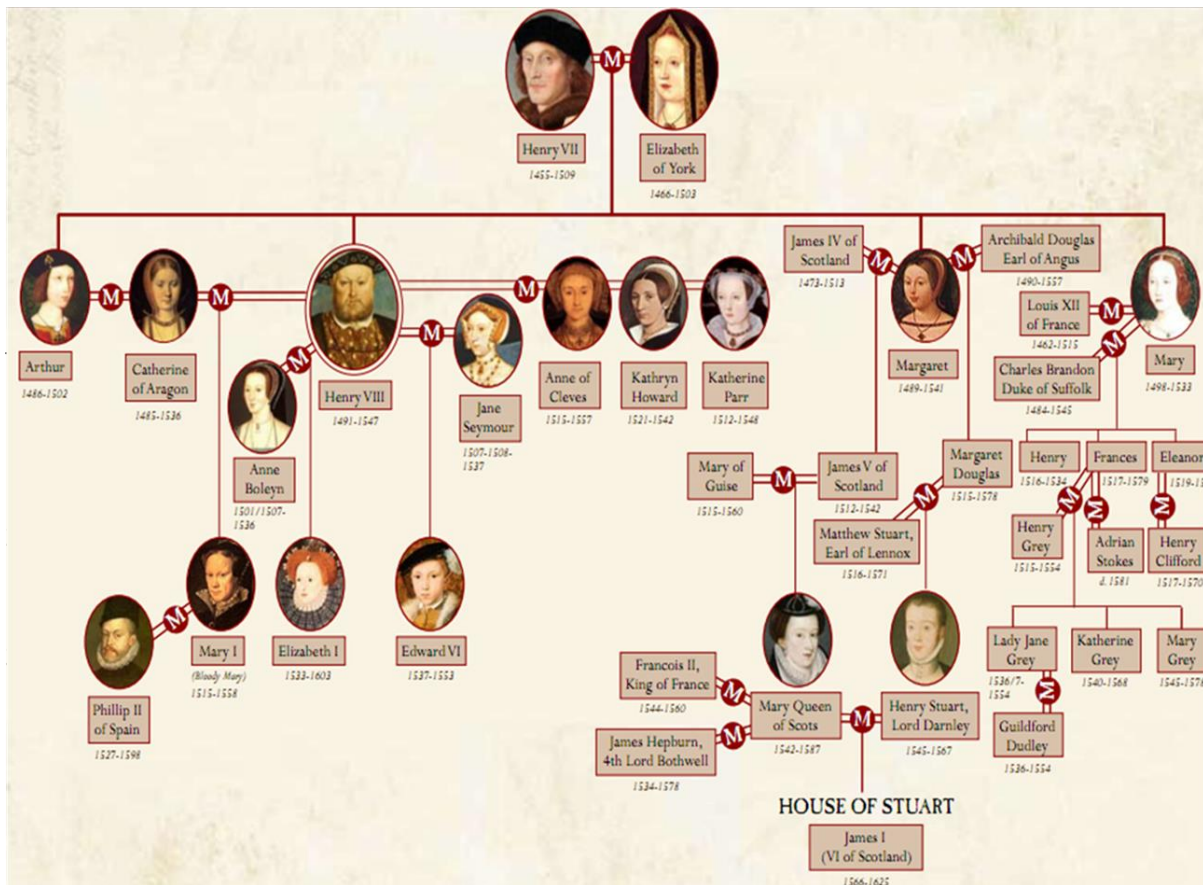 M
Henry VII
1455-1509
Elizabeth
of York
1466-1503
James IV of
Scotland
1473-1513
M
M
Archibald Douglas
Earl of Angus
1490-1557
M
M
M
Louis XII
of France
1462-1515
M
M
M
M
Arthur
1486-1502
Catherine
of Aragon
1485-1536
Henry VIII
1491-1547
Jane
Seymour
1507-1508-
1537
Anne of
Cleves
1515-1557
Kathryn
Howard
1521-1542
Katherine
Parr
1512-1548
Margaret
1489-1541
Charles Brandon
Duke of Suffolk
1484-1545
Mary
1498-1533
Anne
Boleyn
1501/1507-
1536
Mary of
Guise
1515-1560
M
James V of
Scotland
1512-1542
Margaret
Douglas
1515-1578
M
Matthew Stuart,
Earl of Lennox
1516-1571
Henry
1516-1534
Frances
1517-1579
Eleanor
M
M
M
Henry
Grey
1515-1554
Adrian
Stokes
d. 1581
Henry
Clifford
1517-1570
M
Mary I
(Bloody Mary)
1515-1558
Elizabeth I
1533-1603
Edward VI
1537-1553
Phillip II
of Spain
1527-1598
Francois II,
King of France
1544-1560
M
Mary Queen
of Scots
1542-1587
M
Henry Stuart,
Lord Darnley
1545-1567
James Hepburn,
4th Lord Bothwell
1534-1578
M
Lady Jane
Grey
1536/7-
1554
Katherine
Grey
1540-1568
Mary
Grey
1545-1578
M
Guildford
Dudley
1536-1554
HOUSE OF STUART
James I
(VI of Scotland)
1566-1625